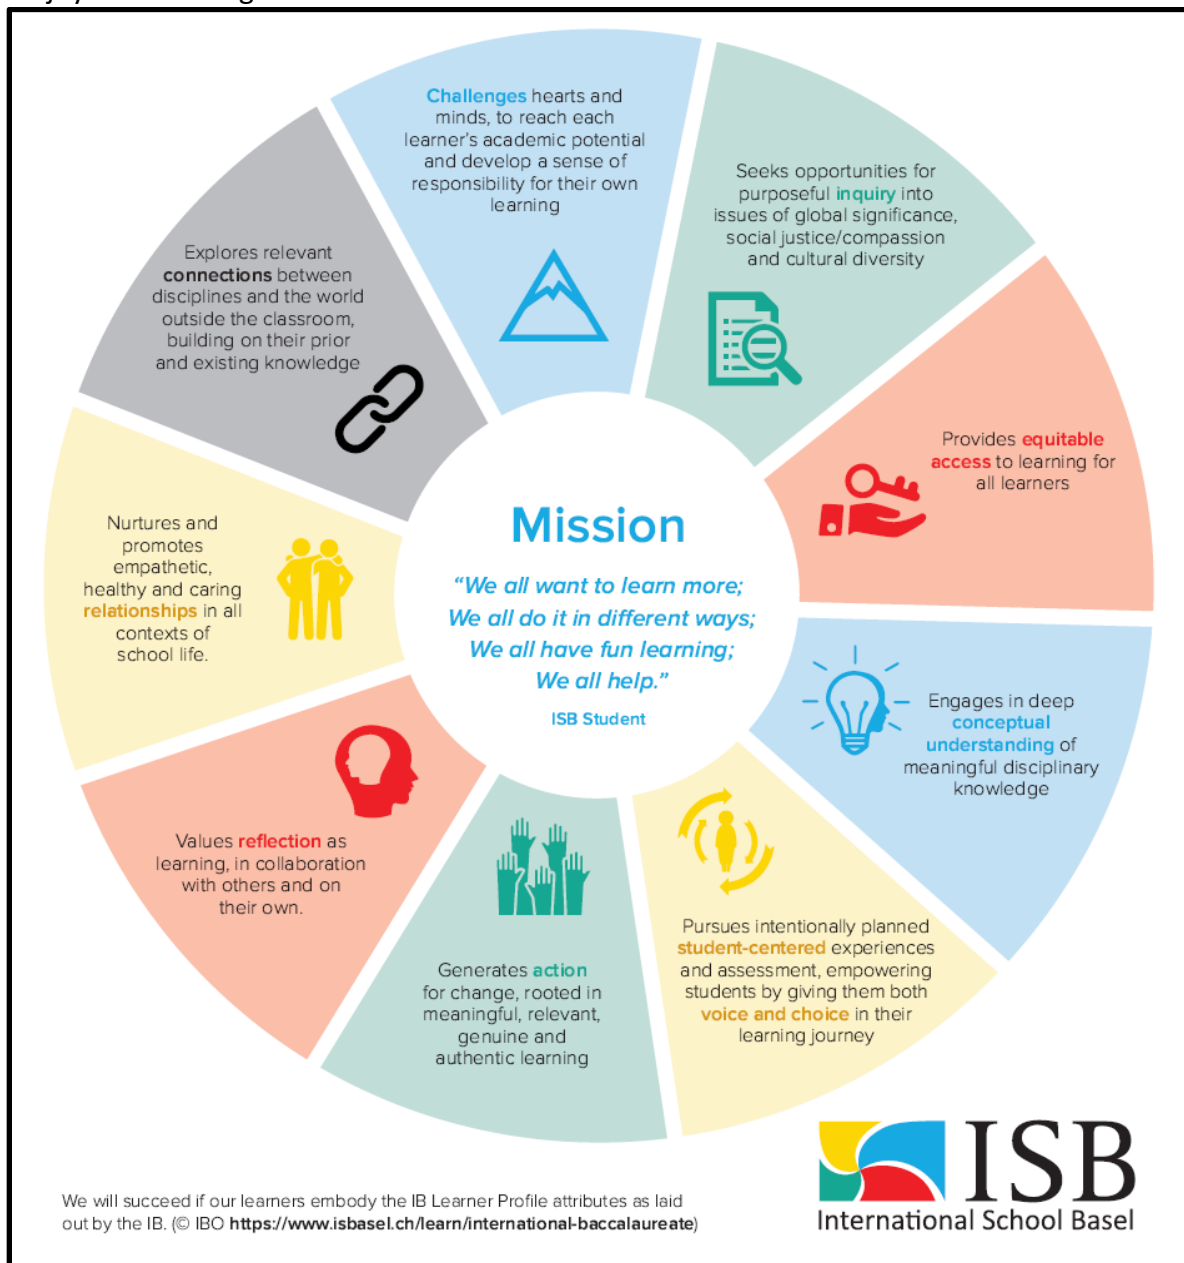 Challenges hearts and
minds, to reach each
learner's academic potential
and develop a sense of
responsibility for their own
learning
Seeks opportunities for
purposeful inquiry into
issues of global significance,
social justice/compassion
and cultural diversity
Provides equitable
access to learning for
all learners
Engages in deep
conceptual
understanding of
meaningful disciplinary
knowledge
Pursues intentionally planned
student-centered experiences
and assessment, empowering
students by giving them both
voice and choice in their
learning journey
Generates action
for change, rooted in
meaningful, relevant,
genuine and
authentic learning
Values reflection as
learning, in collaboration
with others and on
their own.
Nurtures and
promotes
empathetic,
healthy and caring
relationships in all
contexts of
school life.
Explores relevant
connections between
disciplines and the world
outside the classroom,
building on their prior
and existing knowledge
Mission
“We all want to learn more;
We all do it in different ways;
We all have fun learning;
We all help.”
ISB Student
We will succeed if our learners embody the IB Learner Profile attributes as laid
out by the IB. (© IBO https://www.isbasel.ch/learn/international-baccalaureate)
ISB
International School Basel